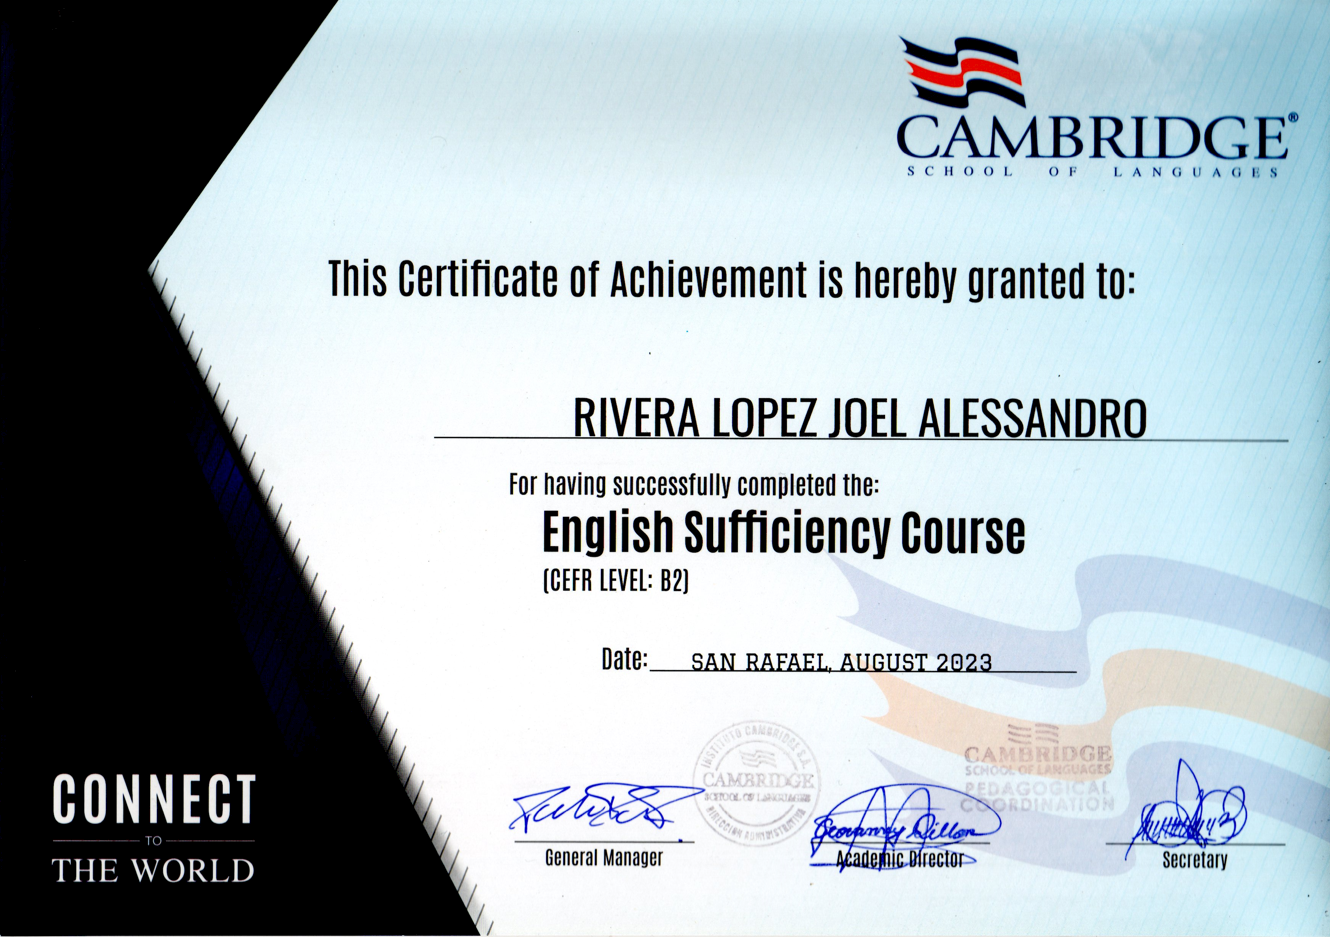 CAMBRIDGE®
SCHOOL OF LANGUAGES
This Certificate of Achievement is hereby granted to:
RIVERA LOPEZ JOEL ALESSANDRO
For having successfully completed the:
English Sufficiency Course
(CEFR LEVEL: B2)
Date: SAN RAFAEL, AUGUST 2023
INSTITUTO CAMBRIDGE S.A.
CAMBRIDGE
SCHOOL OF LANGUAGES
DIRECCIÓN ADMINISTRATIVA
CAMBRIDGE
SCHOOL OF LANGUAGES
PEDAGOGICAL
COORDINATION
General Manager
Academic Director
Secretary
CONNECT
TO
THE WORLD